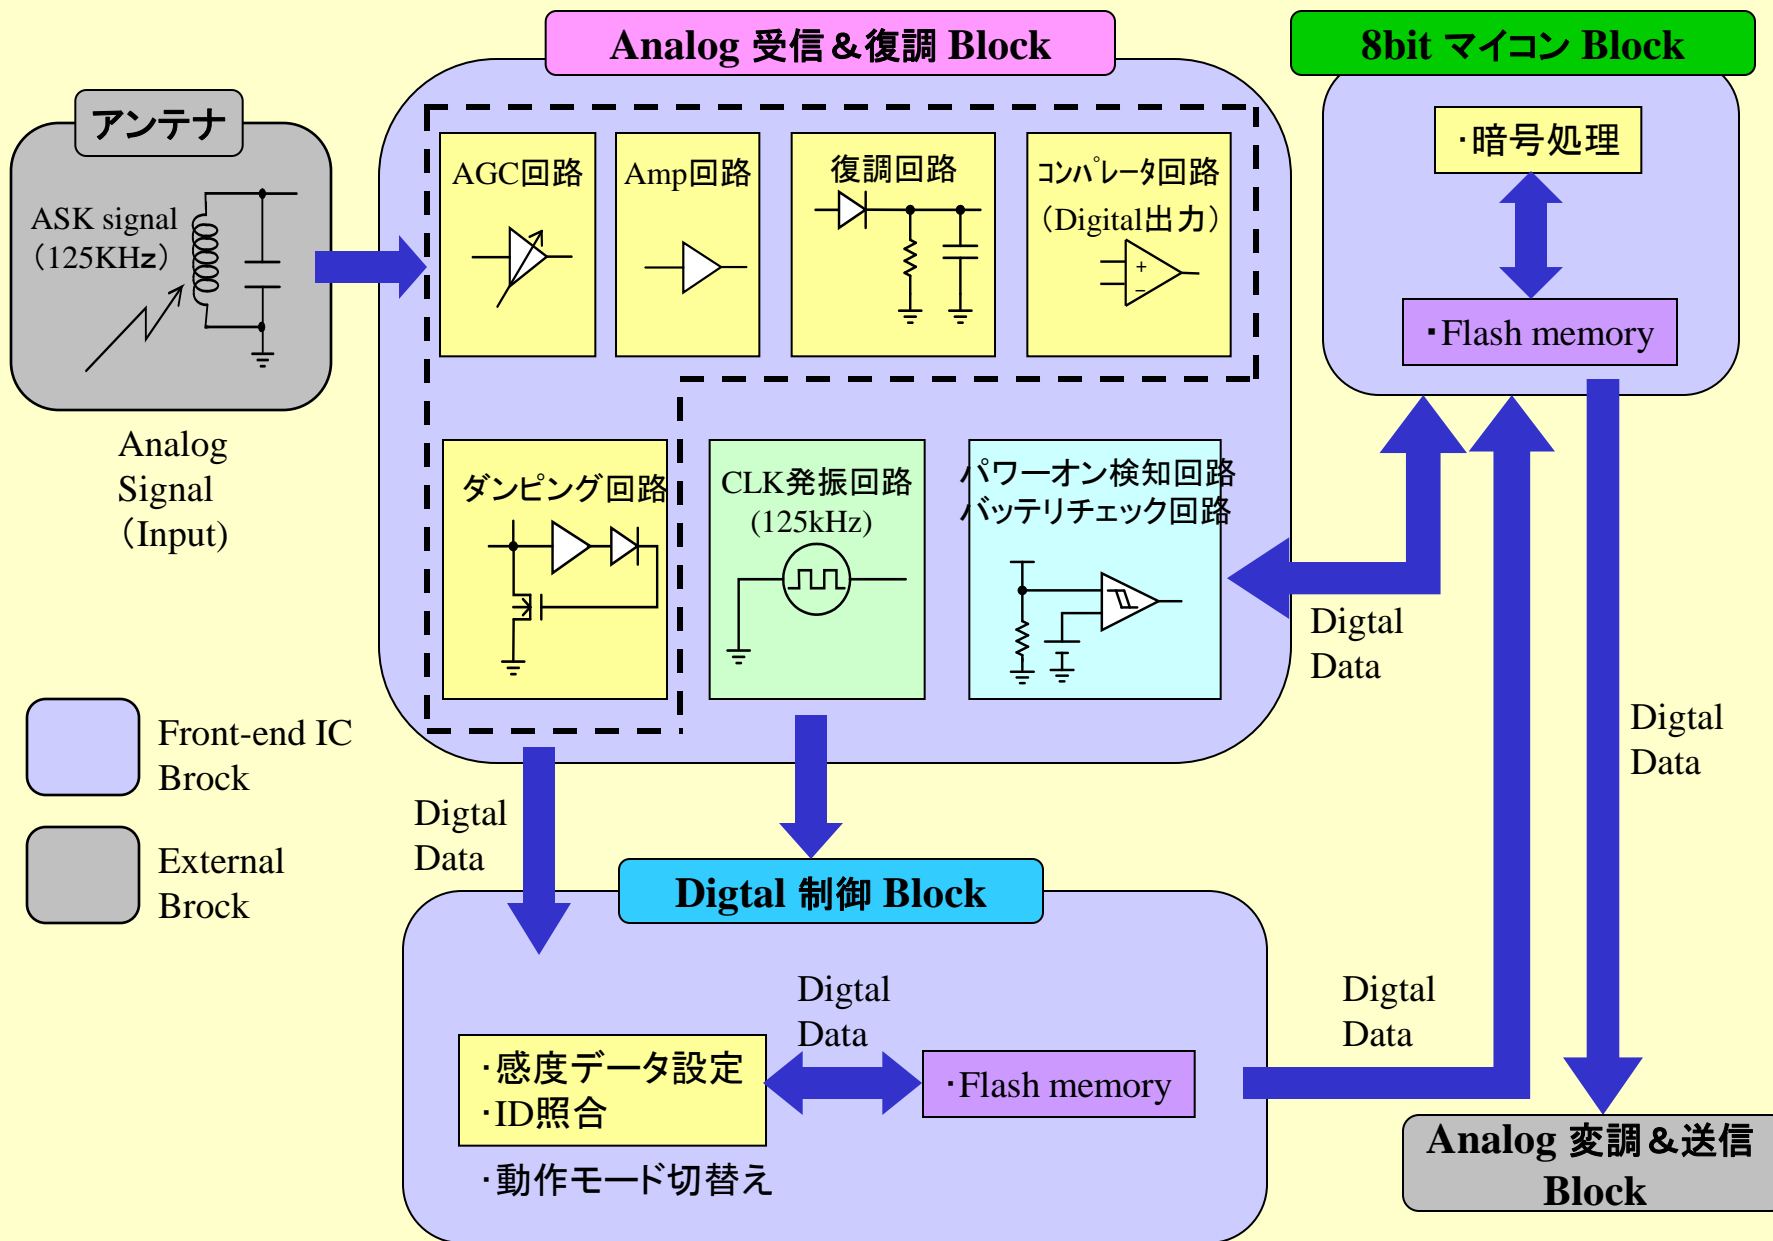 Analog 受信&復調 Block
8bit マイコン Block
アンテナ
ASK signal
(125KHz)
Analog
Signal
(Input)
AGC回路
Amp回路
復調回路
コンパレータ回路
(Digital出力)
+
−
ダンピング回路
CLK発振回路
(125kHz)
パワーオン検知回路
バッテリチェック回路
・暗号処理
・Flash memory
Digtal
Data
Digtal
Data
Front-end IC
Brock
External
Brock
Digtal
Data
Digtal 制御 Block
・感度データ設定
・ID照合
・動作モード切替え
Digtal
Data
・Flash memory
Digtal
Data
Analog 変調&送信
Block